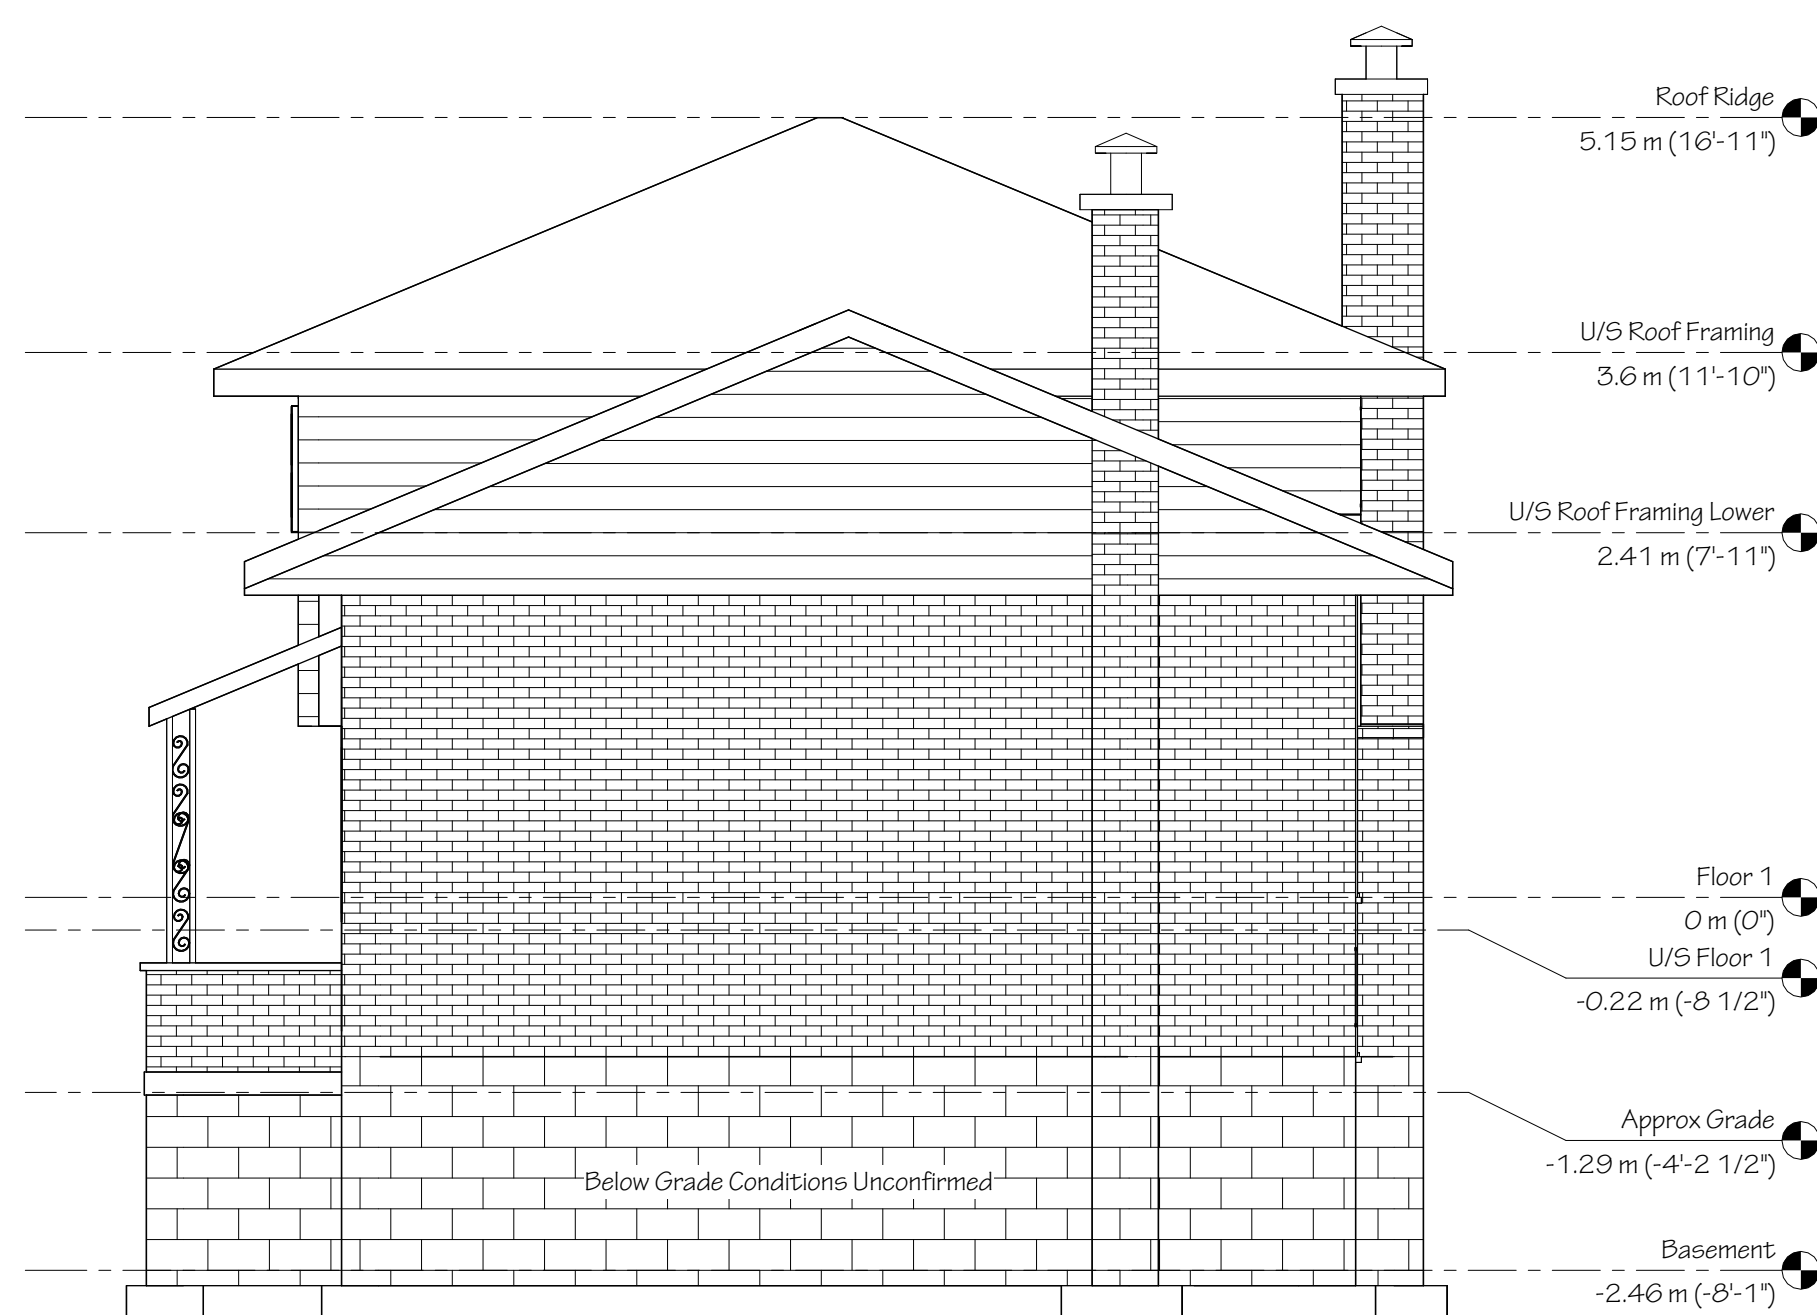 Roof Ridge
5.15 m (16'-11")
U/S Roof Framing
3.6 m (11'-10")
U/S Roof Framing Lower
2.41 m (7'-11")
Floor 1
0 m (0")
U/S Floor 1
-0.22 m (-8 1/2")
Approx Grade
-1.29 m (-4'-2 1/2")
Below Grade Conditions Unconfirmed
Basement
-2.46 m (-8'-1")